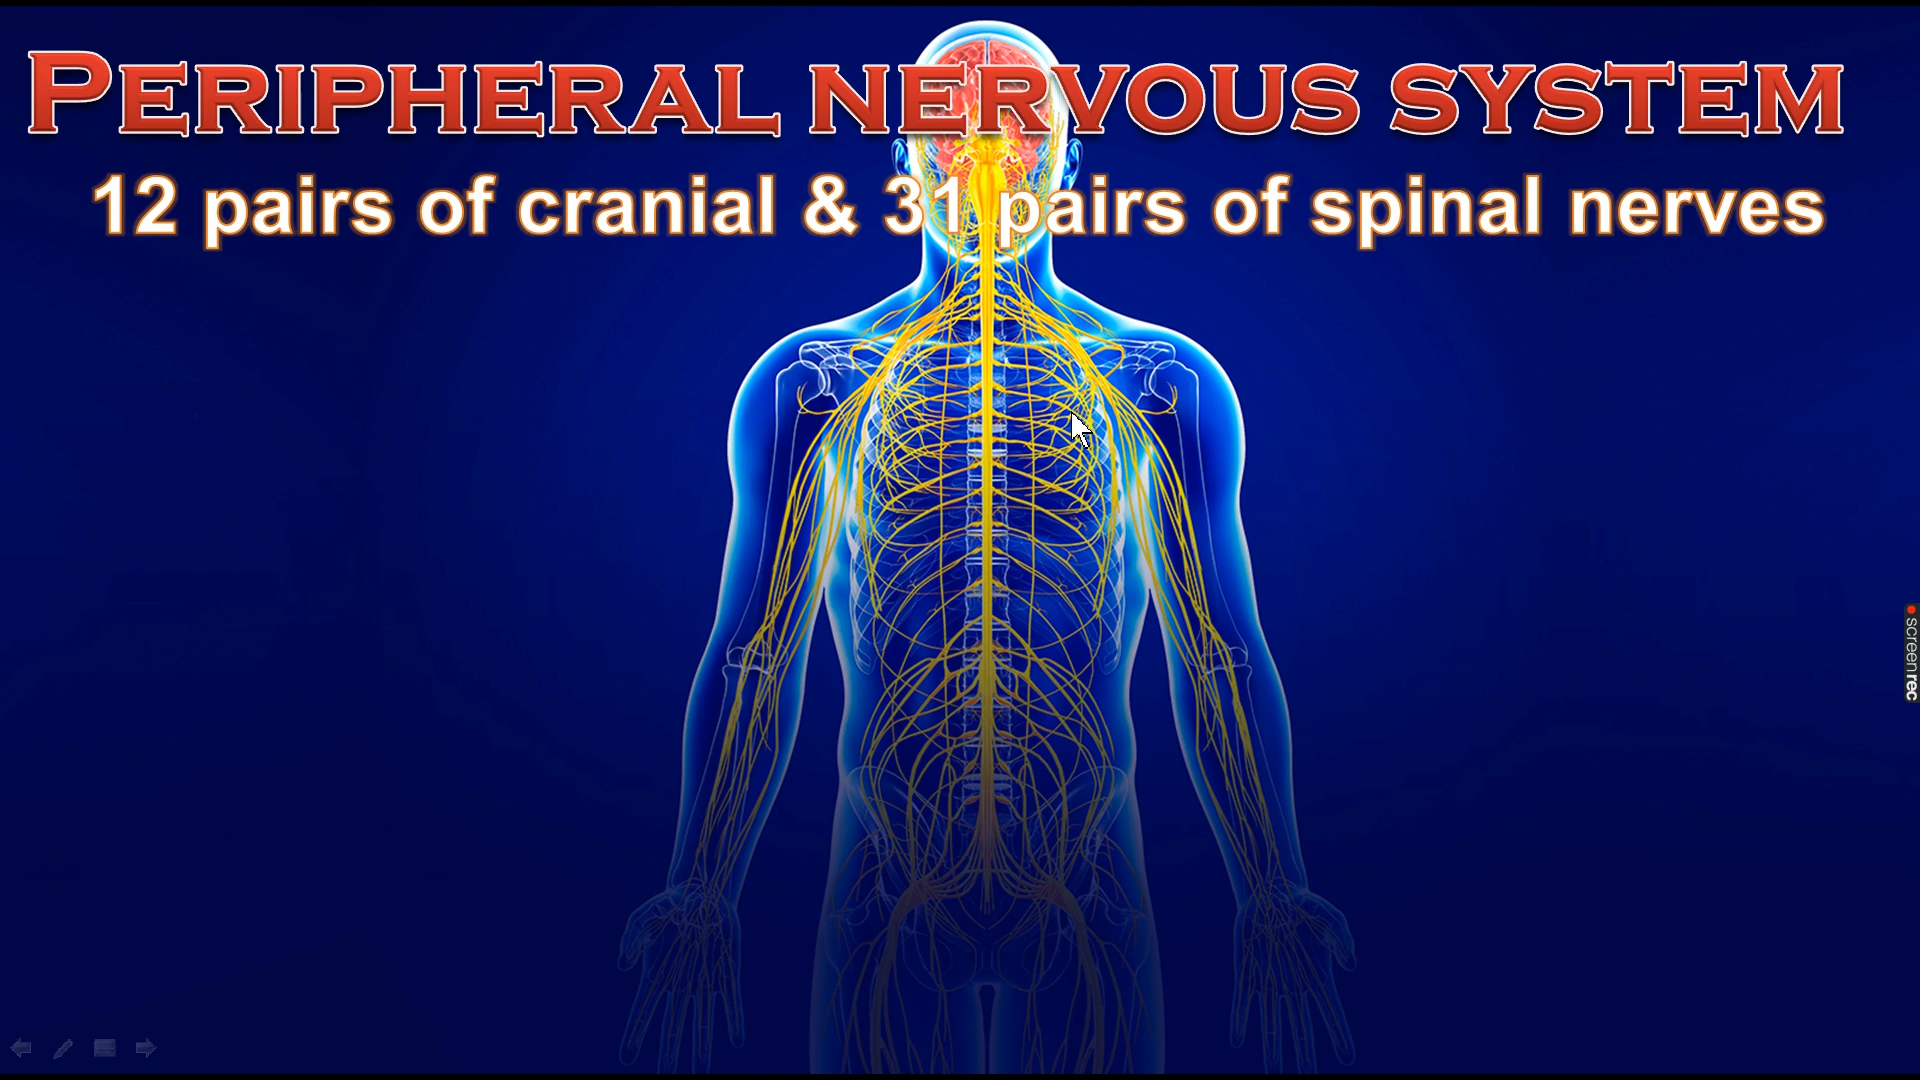 PERIPHERAL NERVOUS SYSTEM
12 pairs of cranial & 31 pairs of spinal nerves
screenrec